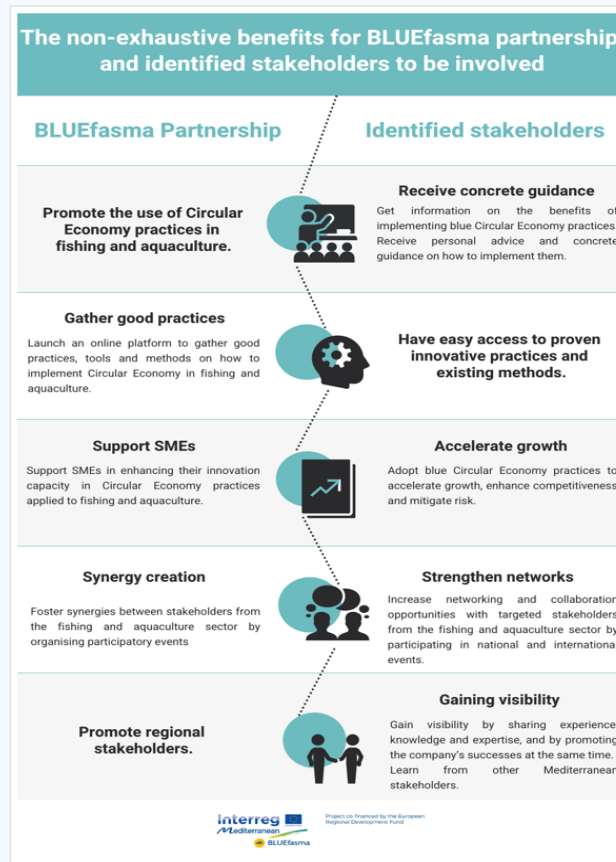 The non-exhaustive benefits for BLUEfasma partnership
and identified stakeholders to be involved
BLUEfasma Partnership
Identified stakeholders
Promote the use of Circular
Economy practices in
fishing and aquaculture.
Receive concrete guidance
Get information on the benefits of
implementing blue Circular Economy practices.
Receive personal advice and concrete
guidance on how to implement them.
Gather good practices
Launch an online platform to gather good
practices, tools and methods on how to
implement Circular Economy in fishing and
aquaculture.
Have easy access to proven
innovative practices and
existing methods.
Support SMEs
Support SMEs in enhancing their innovation
capacity in Circular Economy practices
applied to fishing and aquaculture.
Accelerate growth
Adopt blue Circular Economy practices to
accelerate growth, enhance competitiveness
and mitigate risk.
Synergy creation
Foster synergies between stakeholders from
the fishing and aquaculture sector by
organising participatory events
Strengthen networks
Increase networking and collaboration
opportunities with targeted stakeholders
from the fishing and aquaculture sector by
participating in national and international
events.
Promote regional
stakeholders.
Gaining visibility
Gain visibility by sharing experience
knowledge and expertise, and by promoting
the company's successes at the same time.
Learn from other Mediterranean
stakeholders.
Interreg
Mediterranean
BLUEfasma
Project co financed by the European
Regional Development Fund